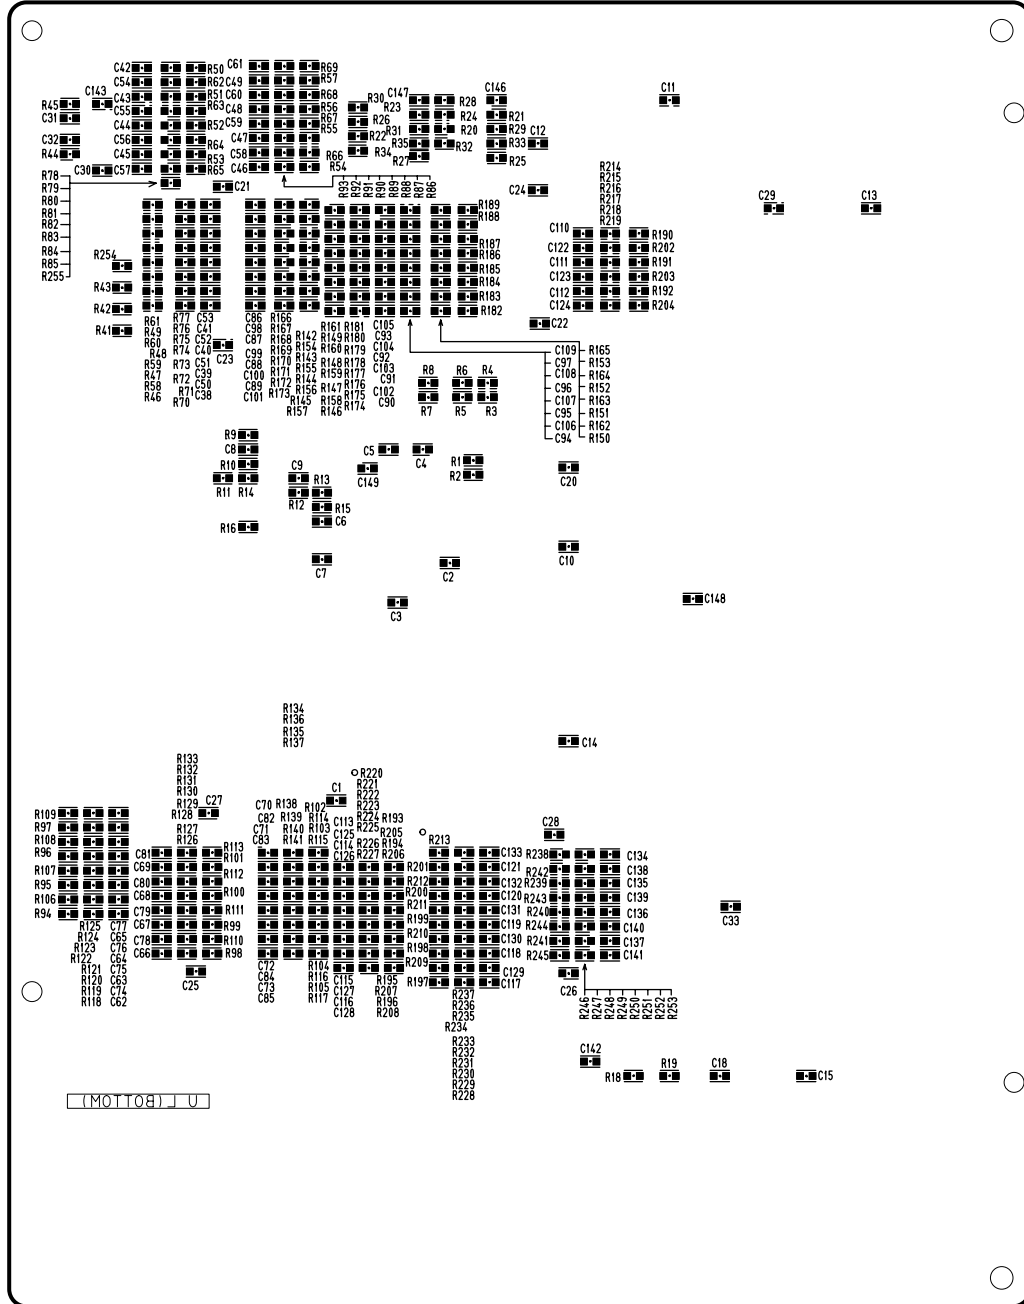 C42
C54
C43
C55
C44
C56
C45
C57
R50
R62
R51
R63
R52
R64
R53
R65
C61
C49
C60
C48
C59
C47
C58
C46
R69
R57
R68
R56
R67
R55
R66
R54
C143
R45
C31
C32
R44
C30
R30
R26
R22
R34
C147
R23
R31
R35
R27
R28
R24
R20
R32
C146
R21
R29
R33
R25
C12
C11
C24
C29
C13
R78
R79
R80
R81
R82
R83
R84
R85
R255
C21
R93
R92
R91
R90
R89
R88
R87
R86
R189
R188
R187
R186
R185
R184
R183
R182
R214
R215
R216
R217
R218
R219
C110
C122
C111
C123
C112
C124
R190
R202
R191
R203
R192
R204
R254
R43
R42
R41
C22
C23
R61
R49
R60
R48
R59
R47
R58
R46
R77
R76
R75
R74
R73
R72
R71
R70
C53
C41
C52
C40
C51
C39
C50
C38
C86
C98
C87
C99
C88
C100
C89
C101
R166
R167
R168
R169
R170
R171
R172
R173
R142
R154
R143
R155
R144
R156
R145
R157
R161
R149
R160
R148
R159
R147
R158
R146
R181
R180
R179
R178
R177
R176
R175
R174
C105
C93
C104
C92
C103
C91
C102
C90
R8
R6
R4
R7
R5
R3
C109
C97
C108
C96
C107
C95
C106
C94
R165
R153
R164
R152
R163
R151
R162
R150
R9
C8
R10
R11
R14
C9
R13
R12
R15
C6
R16
C7
C5
C149
C4
R1
R2
C20
C10
C2
C3
C148
R134
R136
R135
R137
C14
R133
R132
R131
R130
R129
R128
R127
R126
C27
R109
R97
R108
R96
R107
R95
R106
R94
C81
C69
C80
C68
C79
C67
C78
C66
R113
R101
R112
R100
R111
R99
R110
R98
C70
C82
C71
C83
R138
R139
R140
R141
R102
R114
R103
R115
C1
C113
C125
C114
C126
R220
R221
R222
R223
R224
R225
R226
R227
R193
R205
R194
R206
R213
R201
R212
R200
R211
R199
R210
R198
R209
R197
C133
C121
C132
C120
C131
C119
C130
C118
C129
C117
C28
R238
R242
R239
R243
R240
R244
R241
R245
C134
C138
C135
C139
C136
C140
C137
C141
C33
R125
R124
R123
R122
R121
R120
R119
R118
C77
C65
C76
C64
C75
C63
C74
C62
C25
C72
C84
C73
C85
R104
R116
R105
R117
C115
C127
C116
C128
R195
R207
R196
R208
R237
R236
R235
R234
R233
R232
R231
R230
R229
R228
C26
R246
R247
R248
R249
R250
R251
R252
R253
C142
R18
R19
C18
C15
U L(BOTTOM)